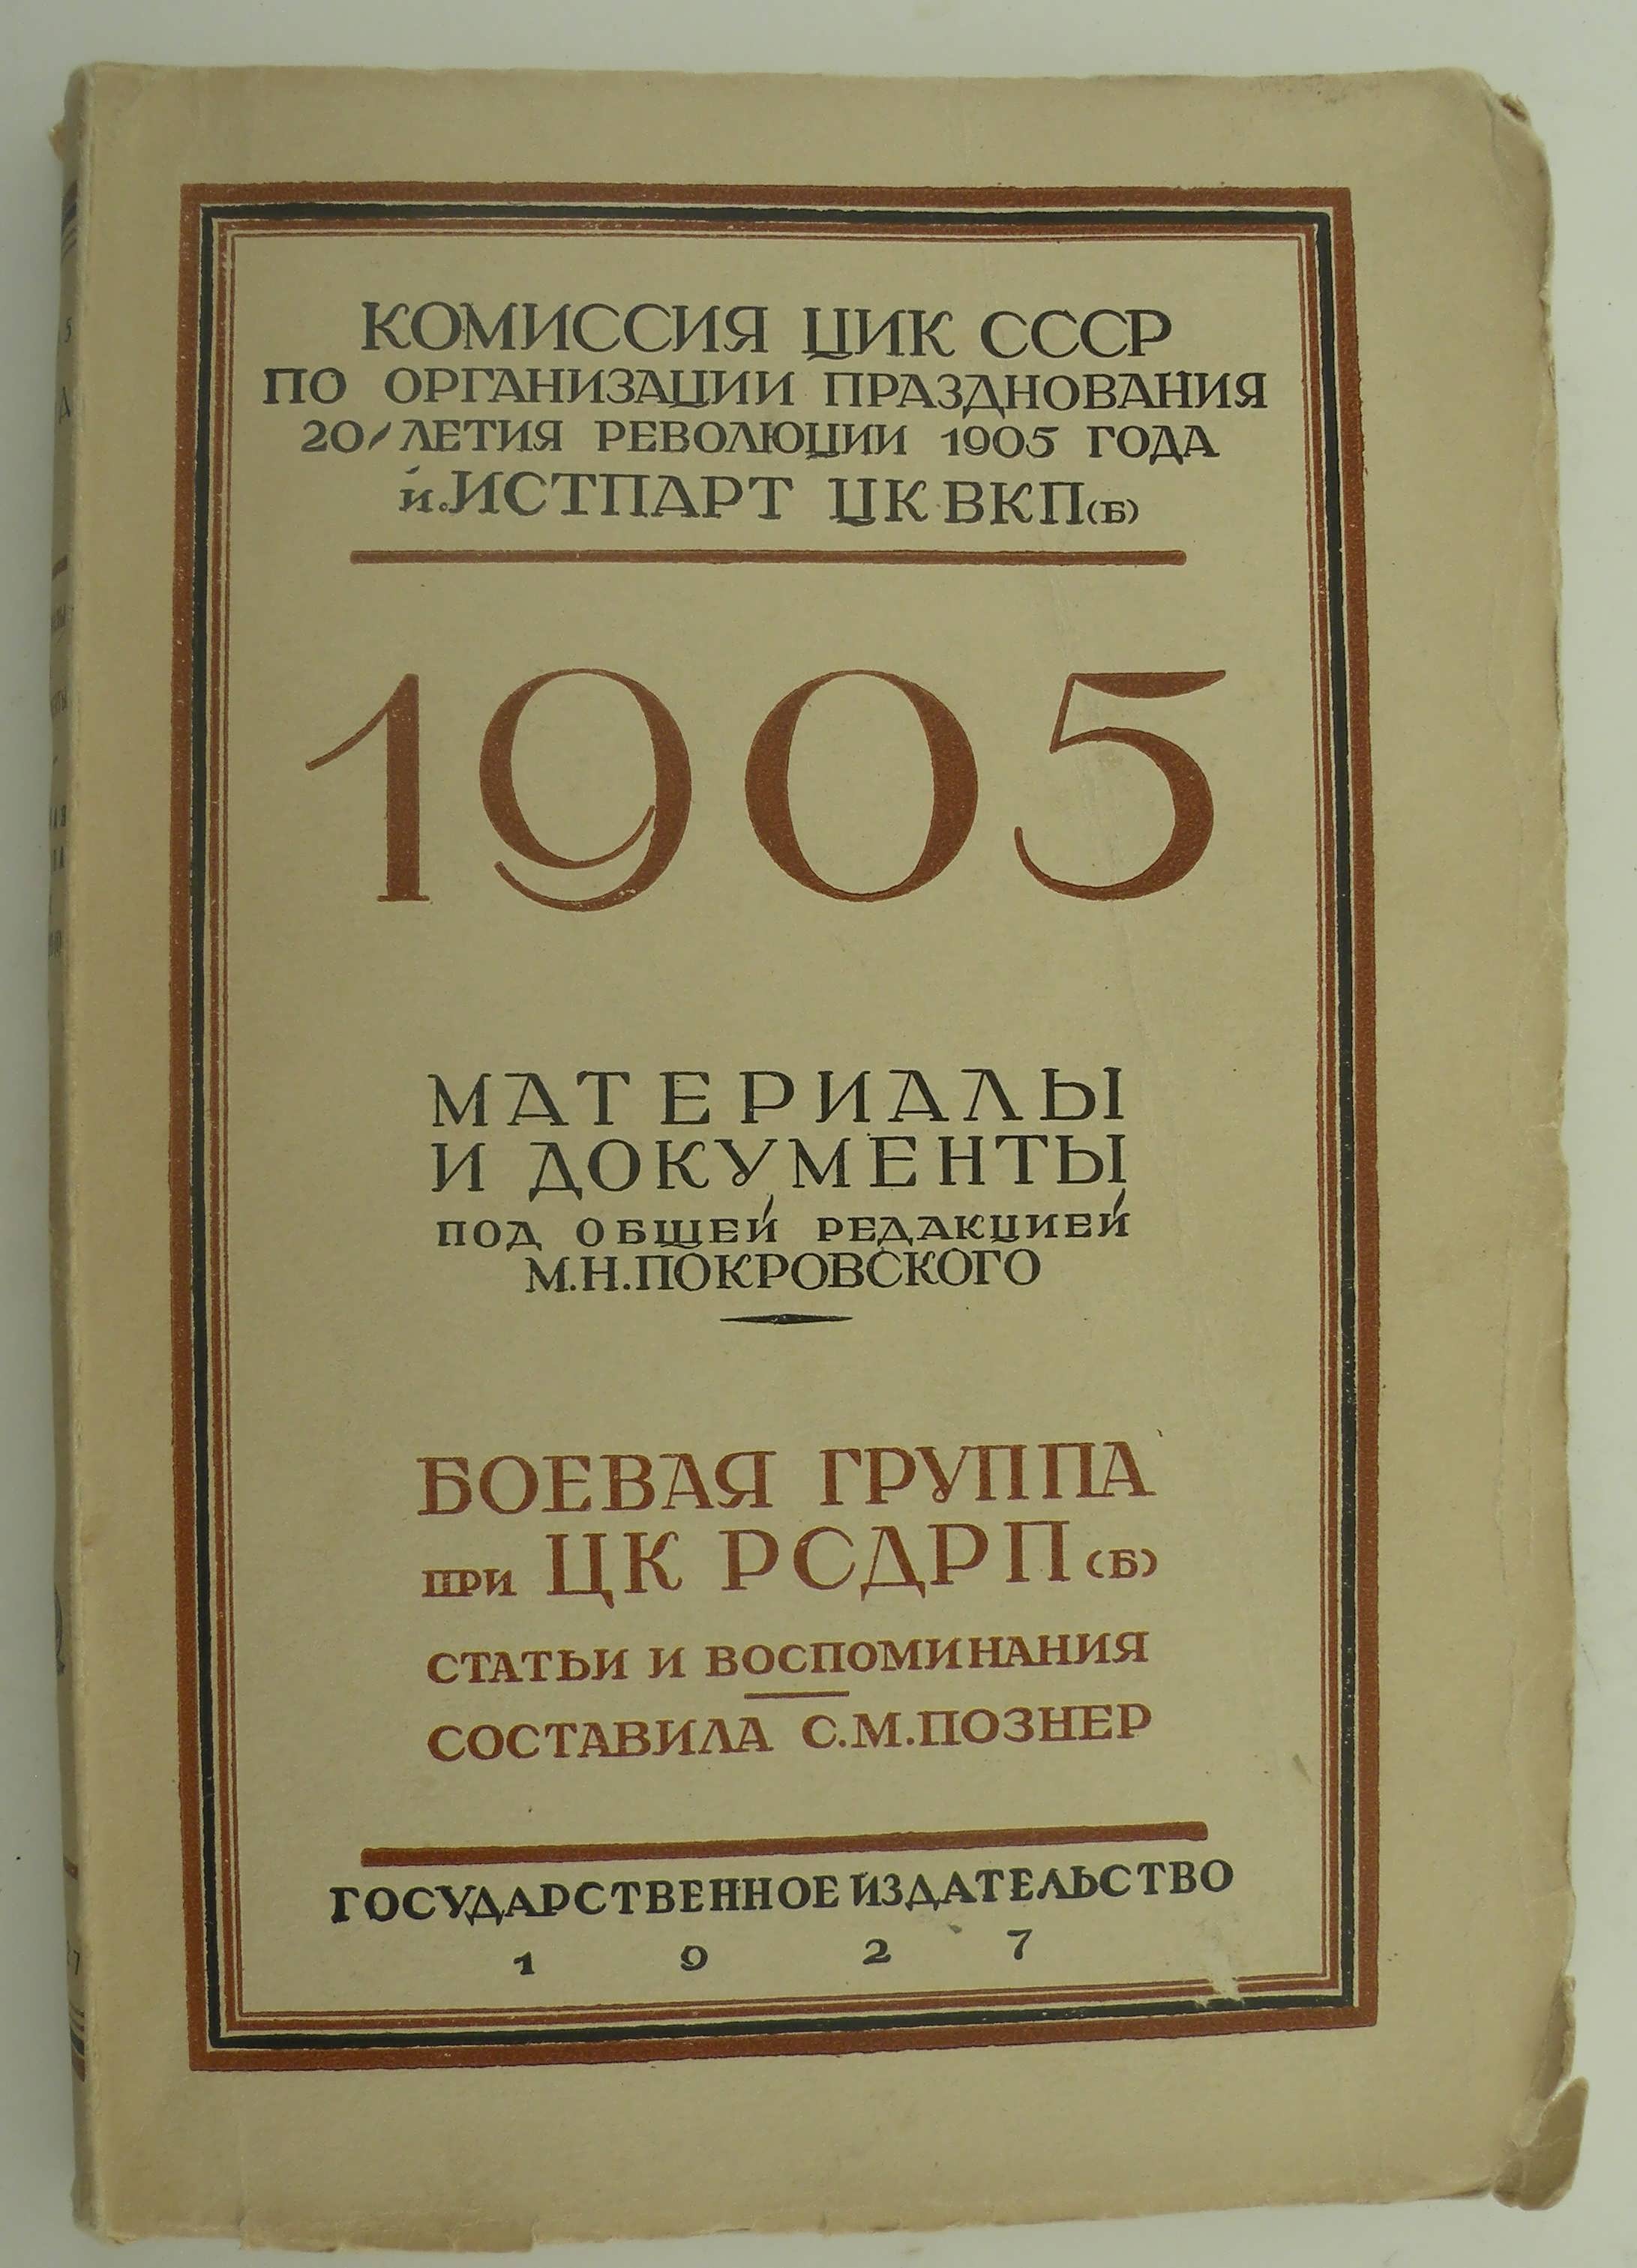 КОМИССИЯ ЦИК СССР
ПО ОРГАНИЗАЦИИ ПРАЗДНОВАНИЯ
20-ЛЕТИЯ РЕВОЛЮЦИИ 1905 ГОДА
и ИСТПАРТ ЦК ВКП(Б)
1905
МАТЕРИАЛЫ
И ДОКУМЕНТЫ
ПОД ОБЩЕЙ РЕДАКЦИЕЙ
М.Н.ПОКРОВСКОГО
БОЕВАЯ ГРУППА
ПРИ ЦК РСДРП(Б)
СТАТЬИ И ВОСПОМИНАНИЯ
СОСТАВИЛА С.М.ПОЗНЕР
ГОСУДАРСТВЕННОЕ ИЗДАТЕЛЬСТВО
1927